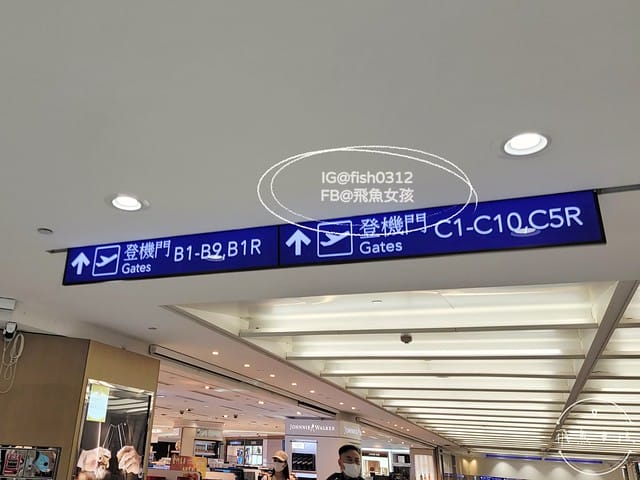 IG@fish0312
FB@飛魚女孩
登機門 B1-B9,B1R
Gates
登機門 C1-C10,C5R
Gates
JOHNNIE WALKER